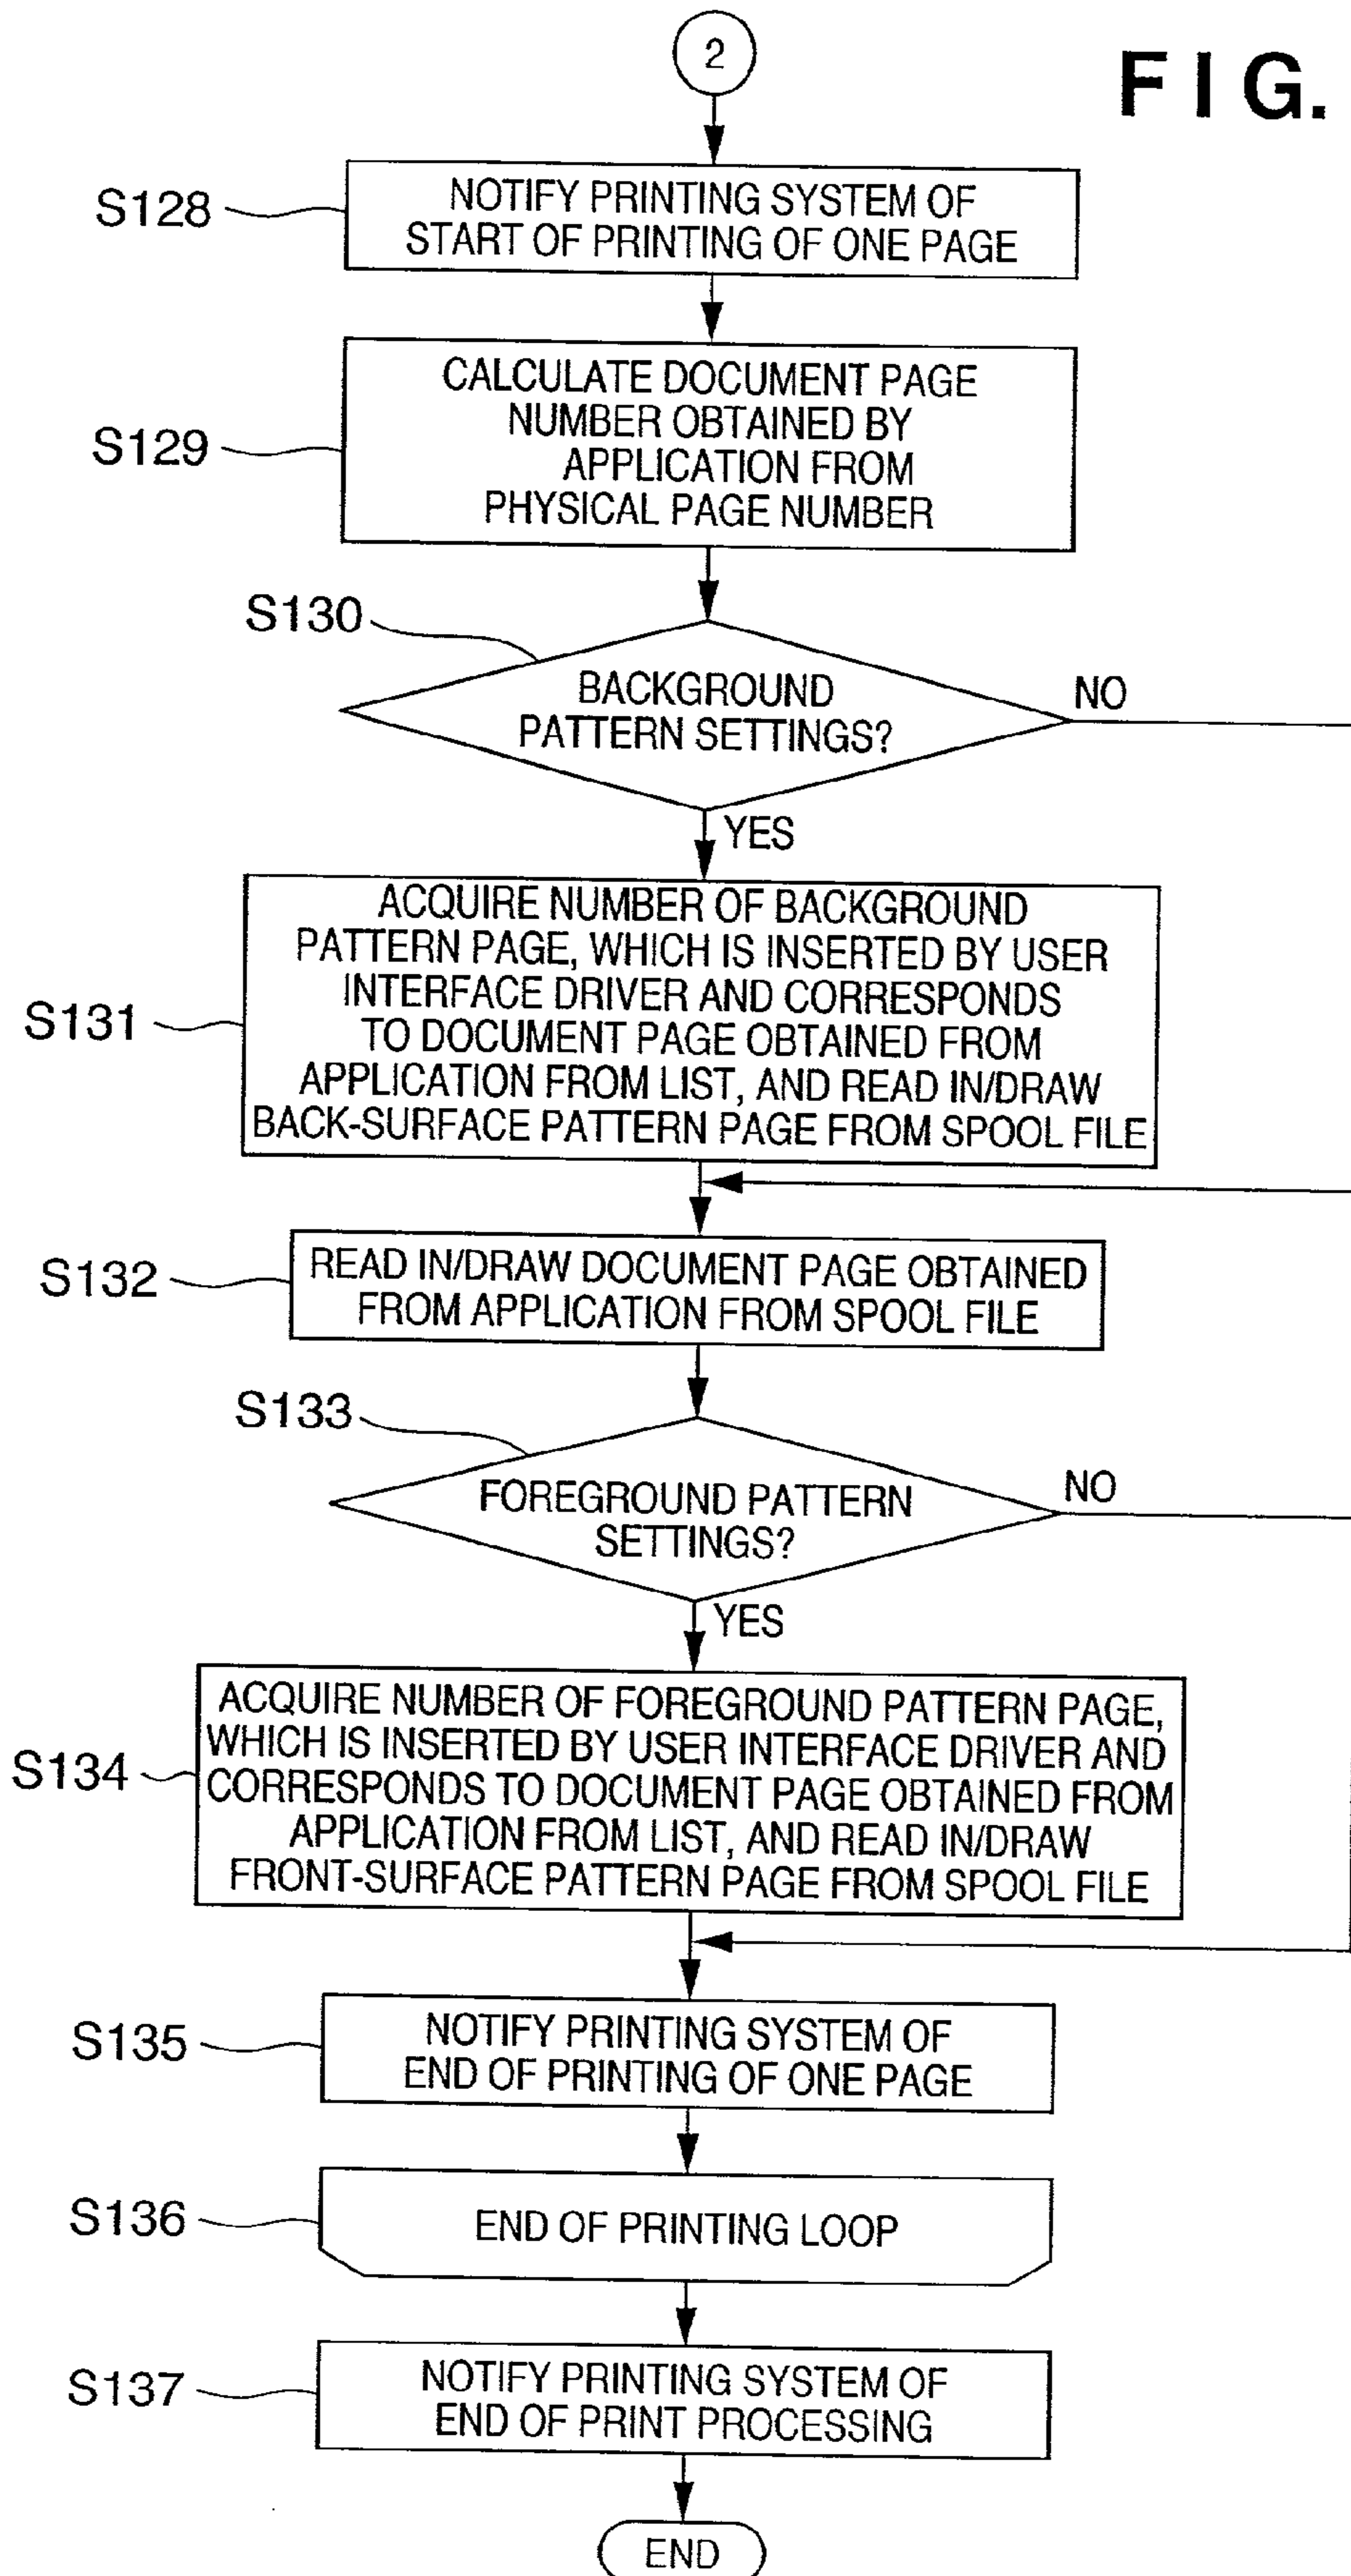 2
F I G.
S128
NOTIFY PRINTING SYSTEM OF
START OF PRINTING OF ONE PAGE
S129
CALCULATE DOCUMENT PAGE
NUMBER OBTAINED BY
APPLICATION FROM
PHYSICAL PAGE NUMBER
S130
BACKGROUND
PATTERN SETTINGS?
NO
YES
S131
ACQUIRE NUMBER OF BACKGROUND
PATTERN PAGE, WHICH IS INSERTED BY USER
INTERFACE DRIVER AND CORRESPONDS
TO DOCUMENT PAGE OBTAINED FROM
APPLICATION FROM LIST, AND READ IN/DRAW
BACK-SURFACE PATTERN PAGE FROM SPOOL FILE
S132
READ IN/DRAW DOCUMENT PAGE OBTAINED
FROM APPLICATION FROM SPOOL FILE
S133
FOREGROUND PATTERN
SETTINGS?
NO
YES
S134
ACQUIRE NUMBER OF FOREGROUND PATTERN PAGE,
WHICH IS INSERTED BY USER INTERFACE DRIVER AND
CORRESPONDS TO DOCUMENT PAGE OBTAINED FROM
APPLICATION FROM LIST, AND READ IN/DRAW
FRONT-SURFACE PATTERN PAGE FROM SPOOL FILE
S135
NOTIFY PRINTING SYSTEM OF
END OF PRINTING OF ONE PAGE
S136
END OF PRINTING LOOP
S137
NOTIFY PRINTING SYSTEM OF
END OF PRINT PROCESSING
END